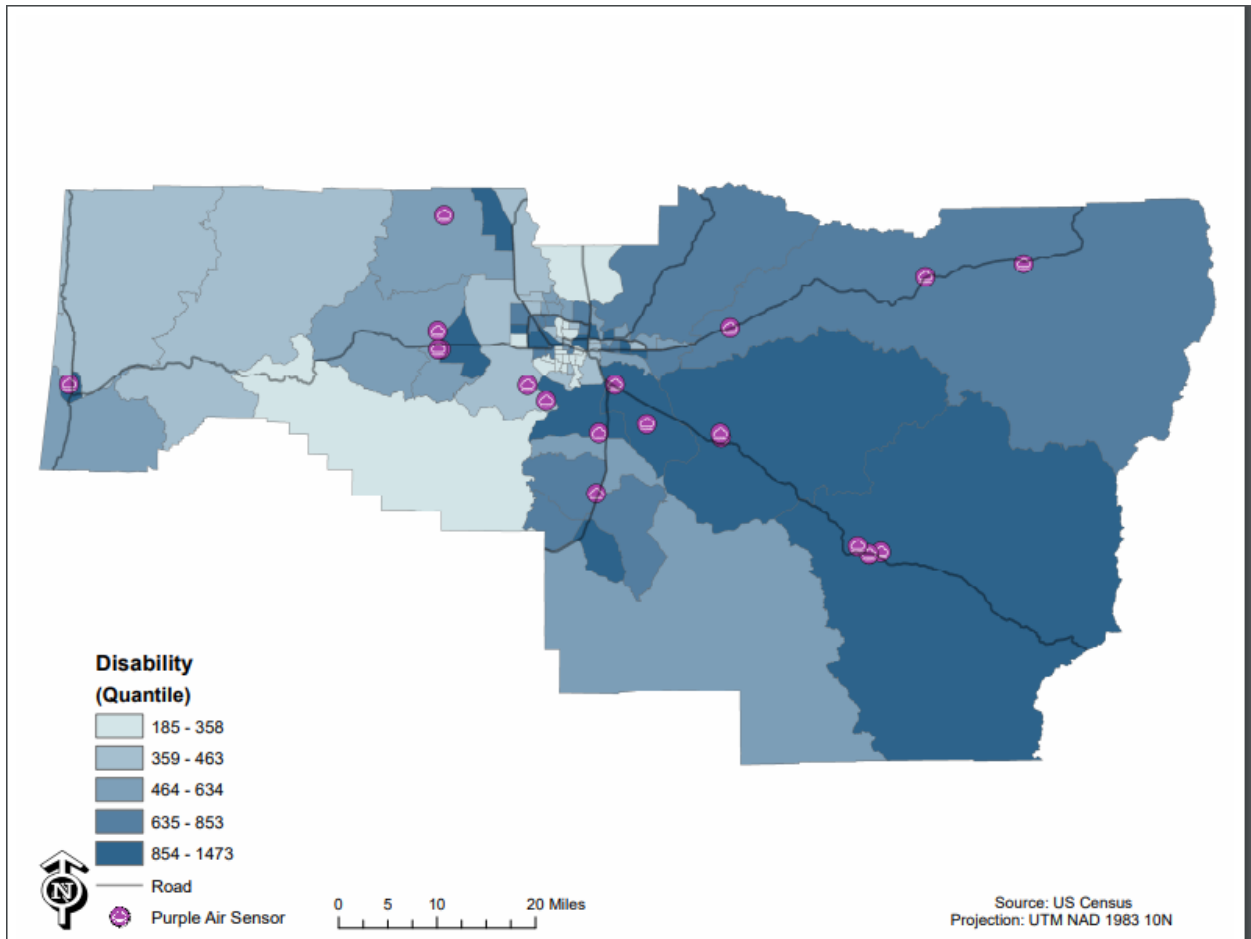 Disability
(Quantile)
185 - 358
359 - 463
464 - 634
635 - 853
854 - 1473
Road
Purple Air Sensor
N
0 5 10 20 Miles
Source: US Census
Projection: UTM NAD 1983 10N